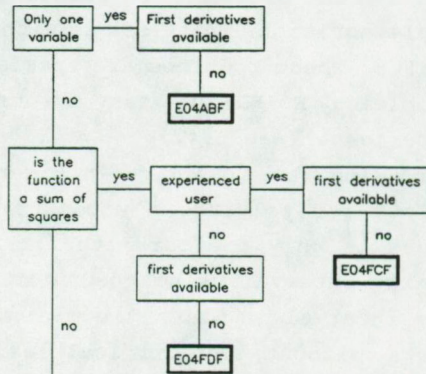 Only one
variable
yes
First derivatives
available
no
no
E04ABF
is the
function
a sum of
squares
yes
experienced
user
yes
first derivatives
available
no
no
E04FCF
first derivatives
available
no
no
E04FDF